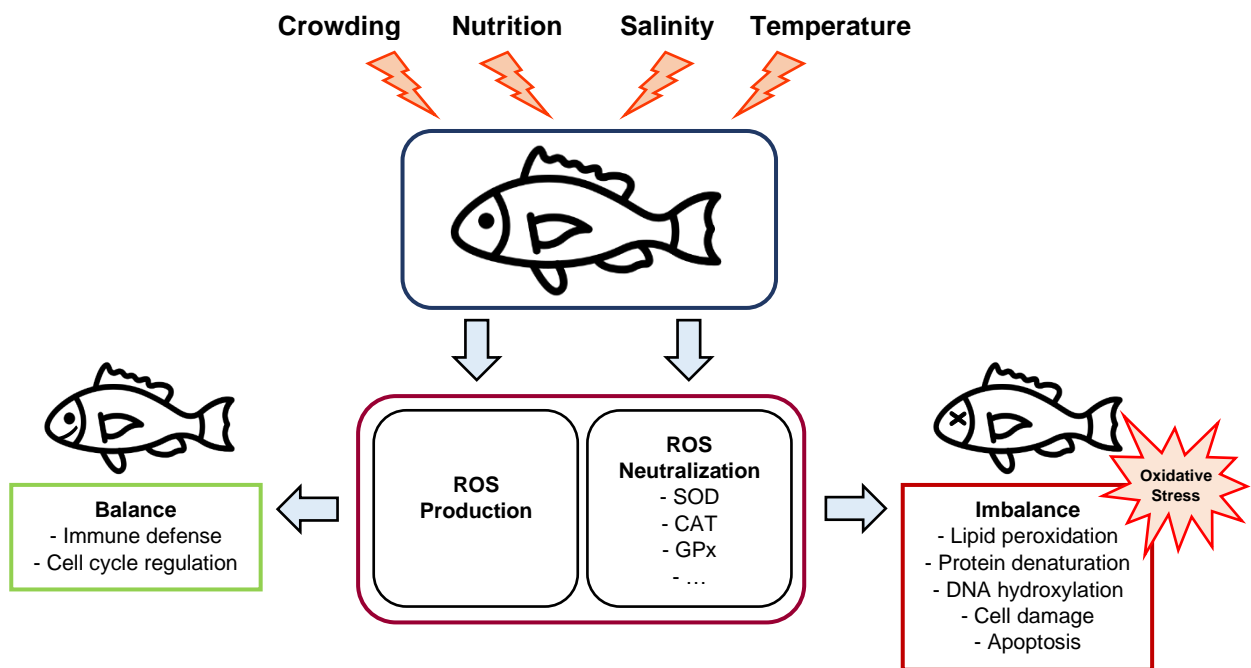 Crowding Nutrition Salinity Temperature
ROS
Production
ROS
Neutralization
- SOD
- CAT
- GPx
- ...
Balance
- Immune defense
- Cell cycle regulation
Oxidative
Stress
Imbalance
- Lipid peroxidation
- Protein denaturation
- DNA hydroxylation
- Cell damage
- Apoptosis